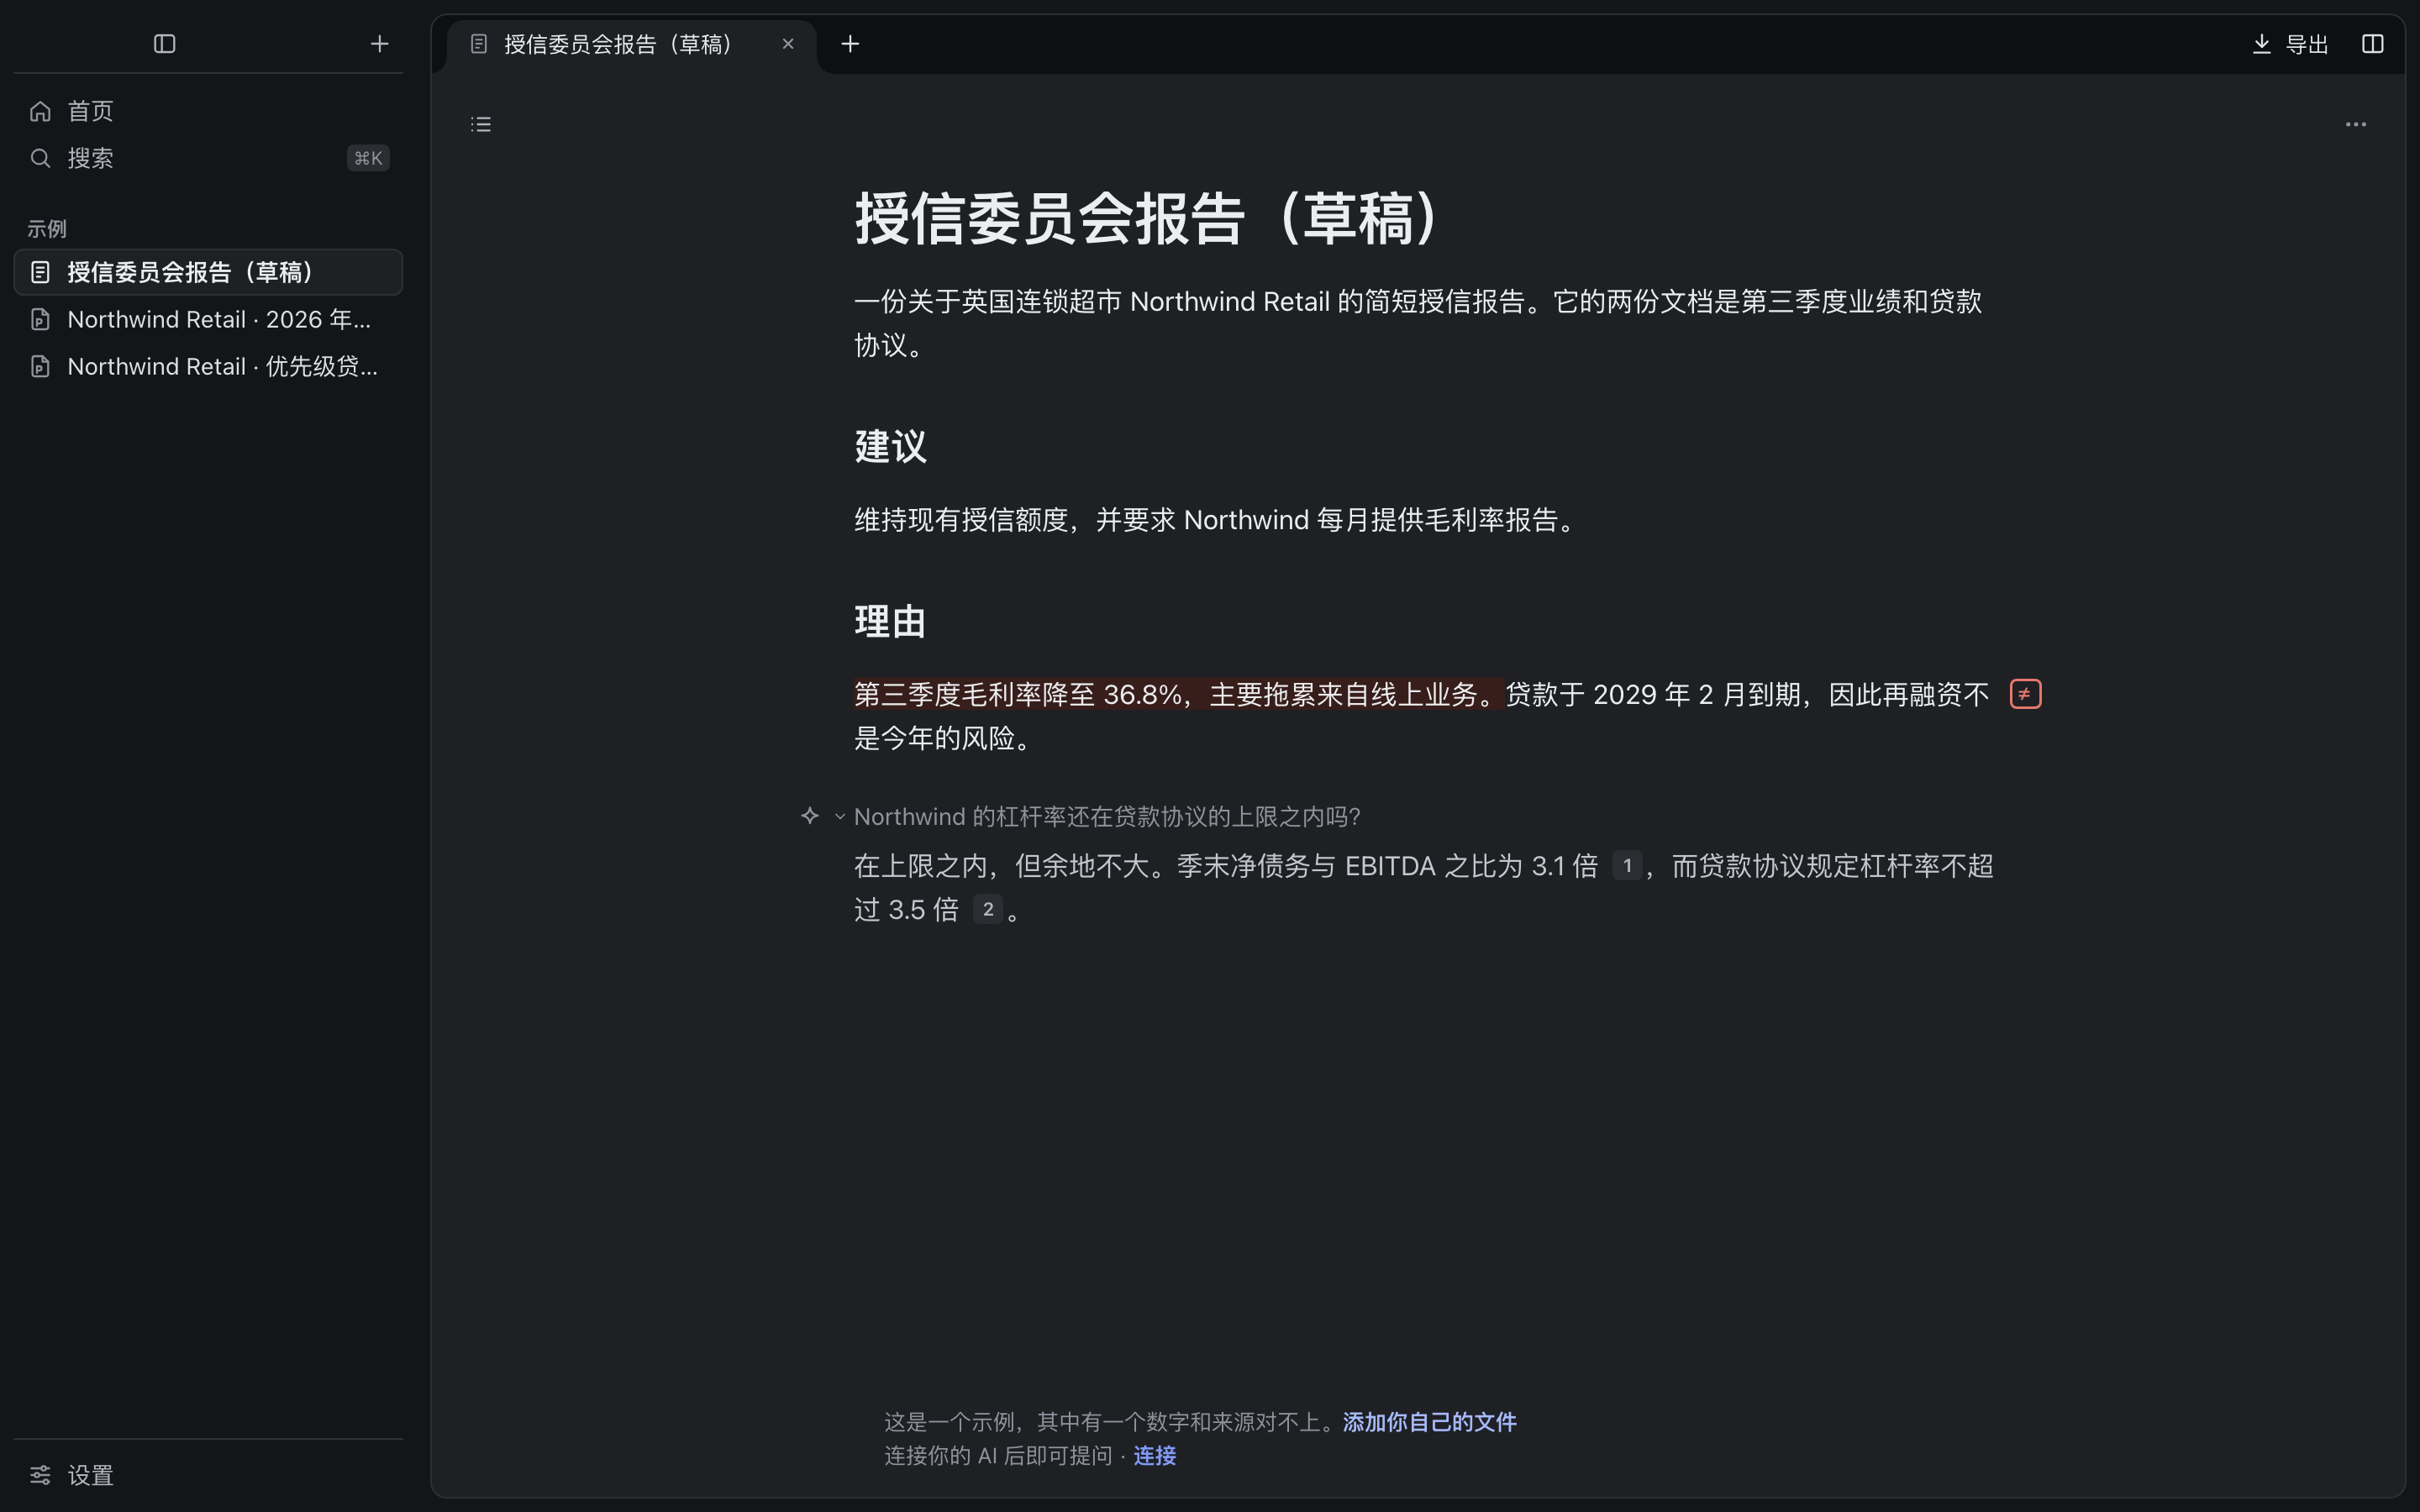 首页
搜索 ⌘K
示例
授信委员会报告（草稿）
Northwind Retail · 2026 年...
Northwind Retail · 优先级贷...
设置
授信委员会报告（草稿）
导出
授信委员会报告（草稿）
一份关于英国连锁超市 Northwind Retail 的简短授信报告。它的两份文档是第三季度业绩和贷款
协议。
建议
维持现有授信额度，并要求 Northwind 每月提供毛利率报告。
理由
第三季度毛利率降至 36.8%，主要拖累来自线上业务。贷款于 2029 年 2 月到期，因此再融资不 ≠
是今年的风险。
Northwind 的杠杆率还在贷款协议的上限之内吗？
在上限之内，但余地不大。季末净债务与 EBITDA 之比为 3.1 倍 1，而贷款协议规定杠杆率不超
过 3.5 倍 2。
这是一个示例，其中有一个数字和来源对不上。添加你自己的文件
连接你的 AI 后即可提问 · 连接